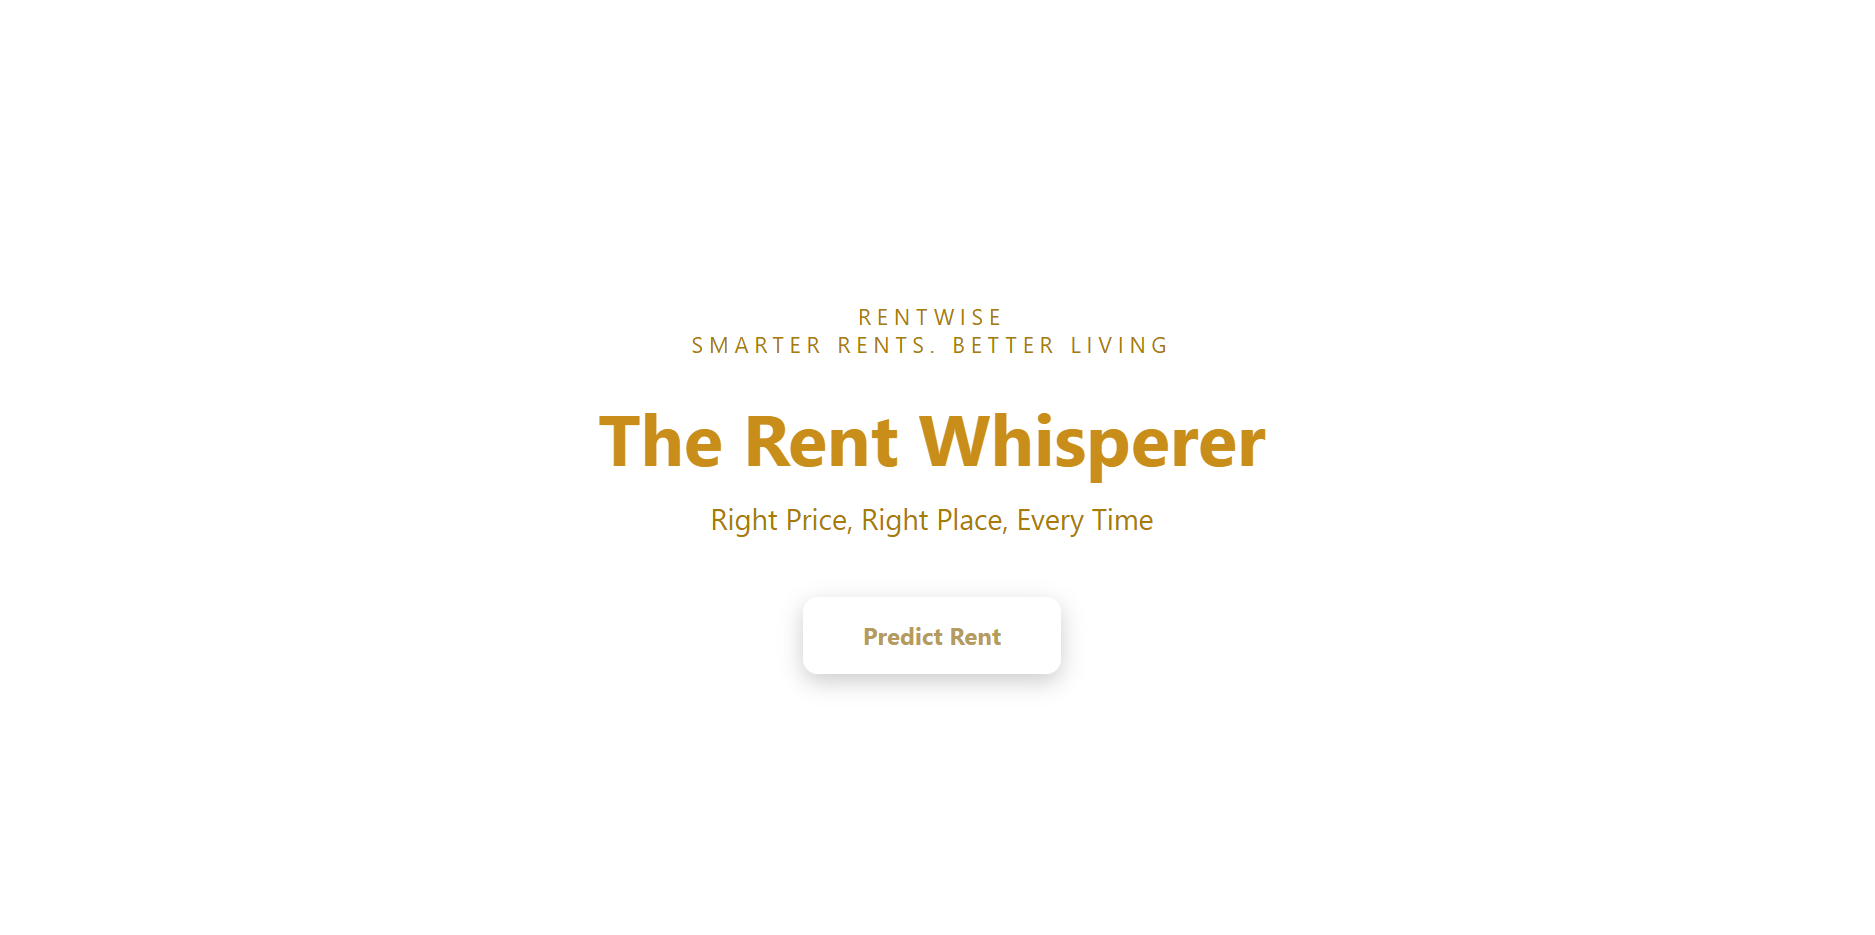 RENTWISE
SMARTER RENTS. BETTER LIVING
The Rent Whisperer
Right Price, Right Place, Every Time
Predict Rent